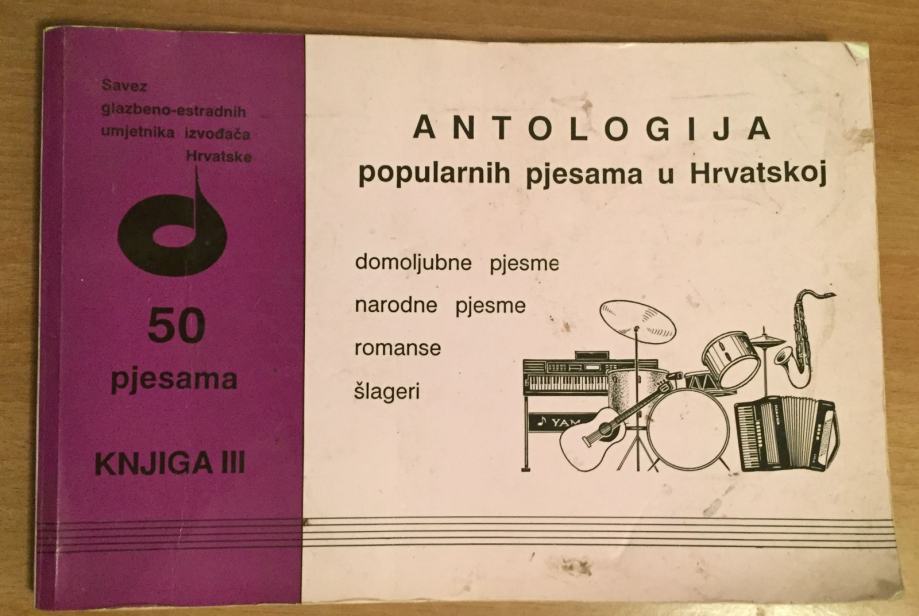 Savez
glazbeno-estradnih
umjetnika izvođača
Hrvatske
50
pjesama
KNJIGA III
ANTOLOGIJA
popularnih pjesama u Hrvatskoj
domoljubne pjesme
narodne pjesme
romanse
šlageri
YAM